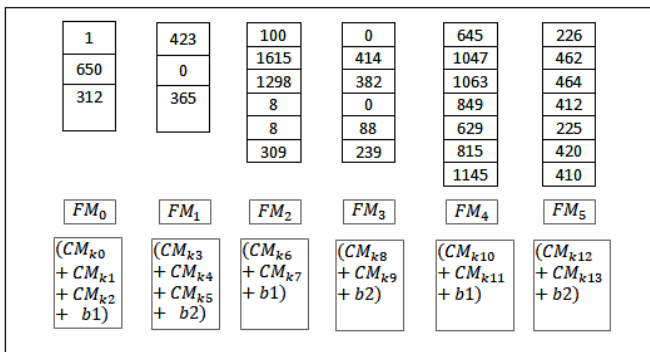 1 423 100 0 645 226
1615 414 1047 462
650 0 1298 382 1063 464
312 365 8 0 849 412
8 88 629 225
309 239 815 420
1145 410
FM₀ FM₁ FM₂ FM₃ FM₄ FM₅
(CMₖ₀ (CMₖ₃ (CMₖ₆ (CMₖ₈ (CMₖ₁₀ (CMₖ₁₂
+ CMₖ₁ + CMₖ₄ + CMₖ₇ + CMₖ₉ + CMₖ₁₁ + CMₖ₁₃
+ CMₖ₂ + CMₖ₅ + b1) + b2) + b1) + b2)
+ b1) + b2)